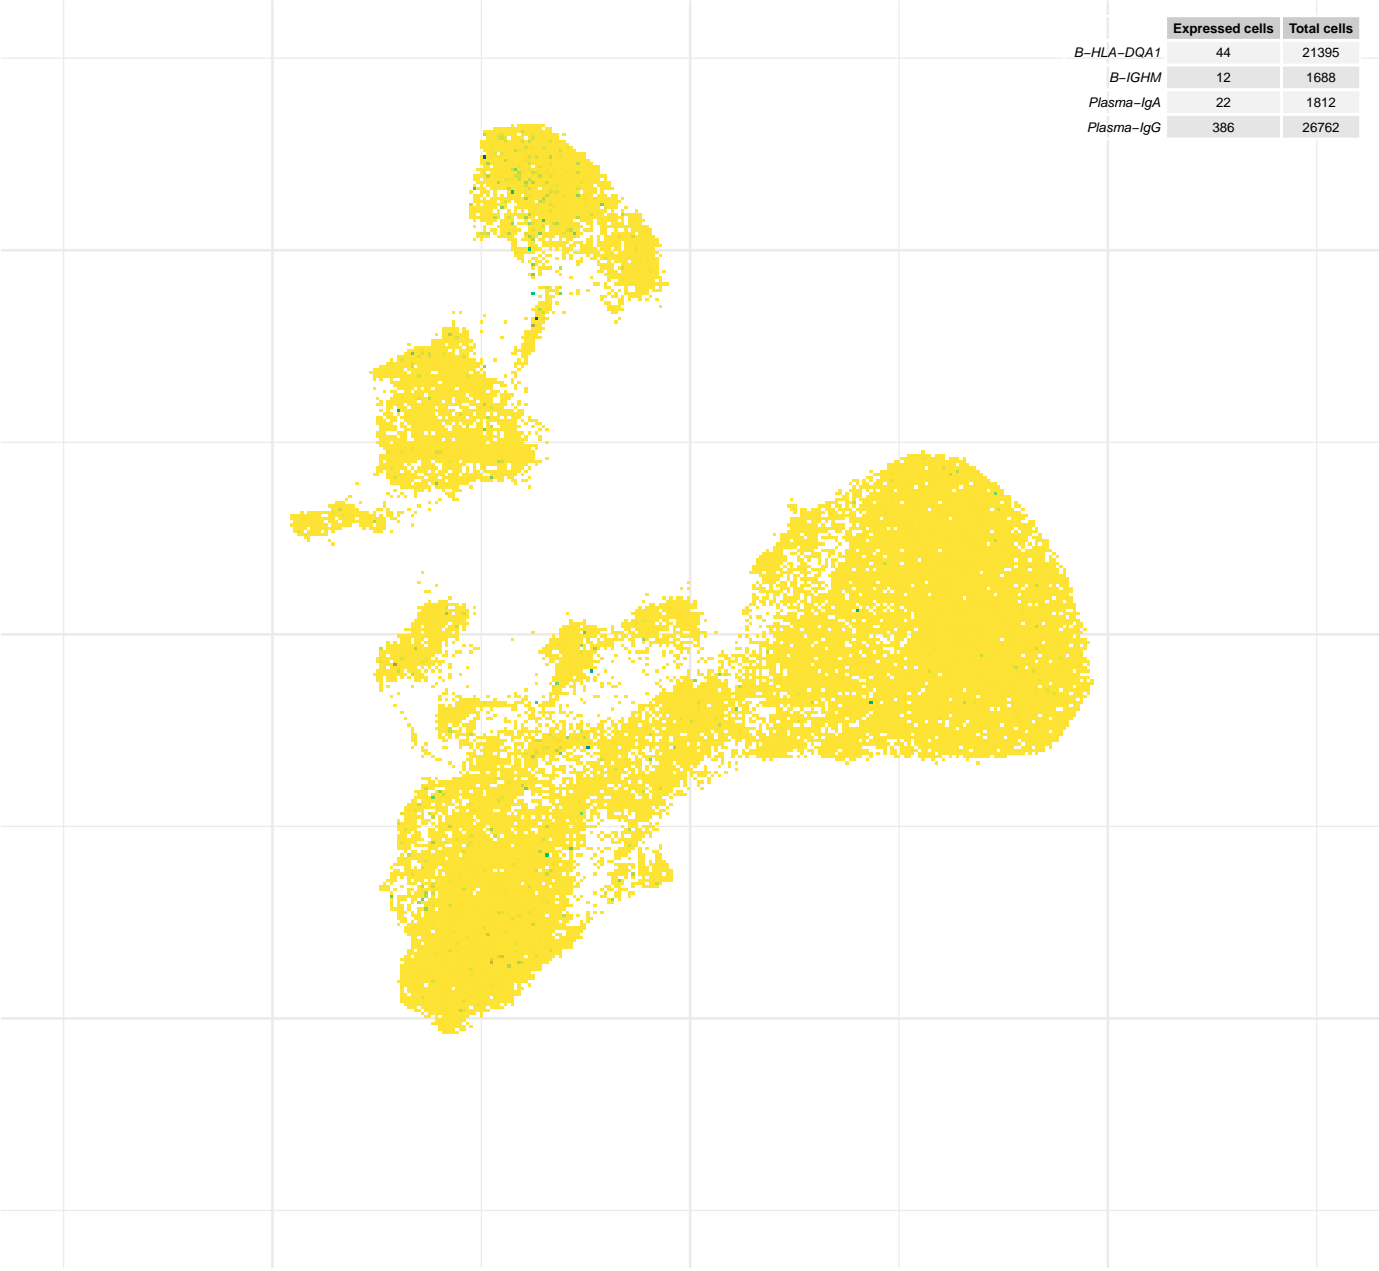 Expressed cells Total cells
B−HLA−DQA1 44 21395
B−IGHM 12 1688
Plasma−IgA 22 1812
Plasma−IgG 386 26762